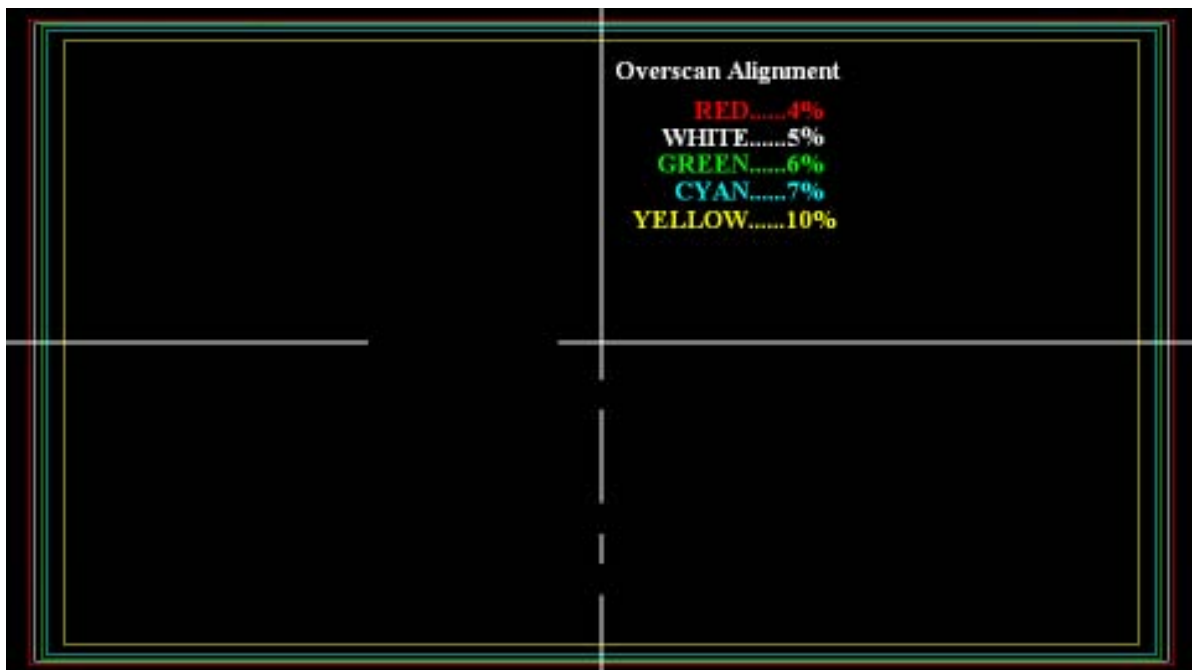 Overscan Alignment
RED......4%
WHITE......5%
GREEN......6%
CYAN......7%
YELLOW......10%